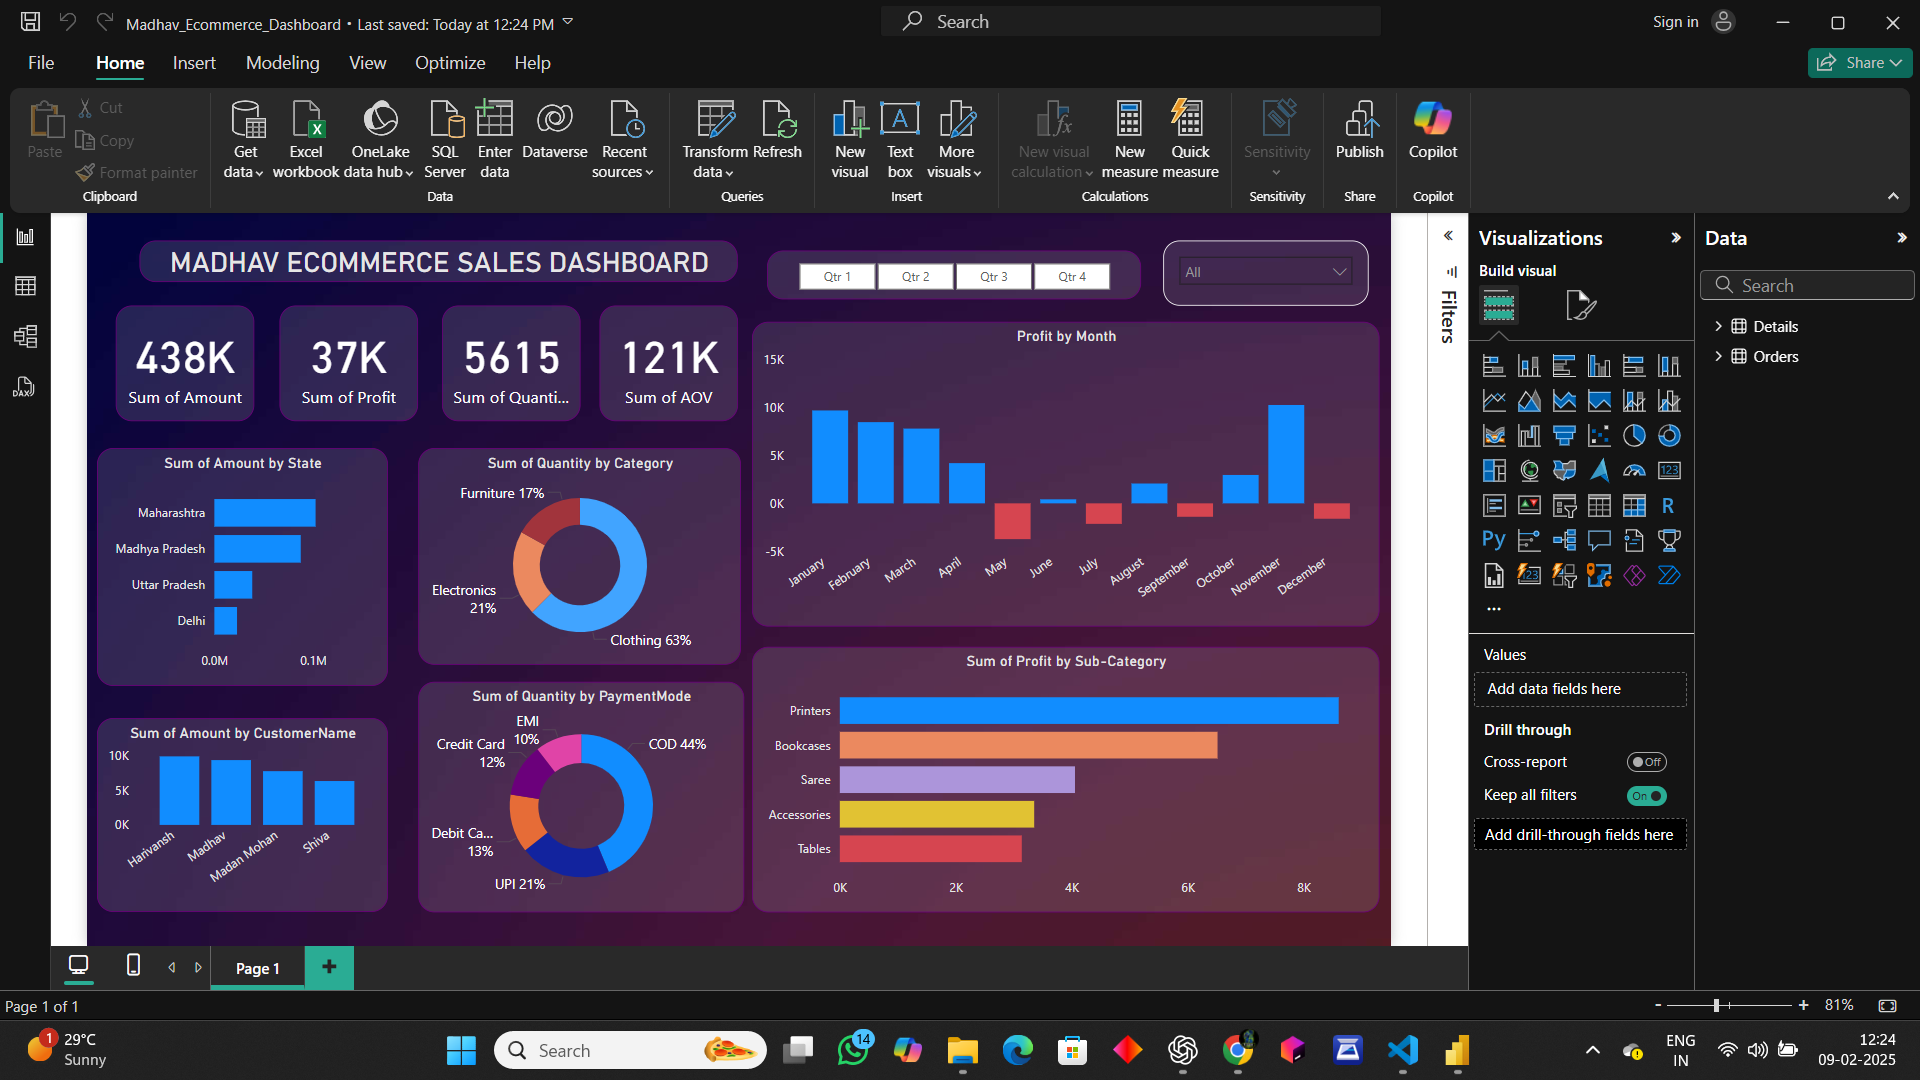 Madhav_Ecommerce_Dashboard • Last saved: Today at 12:24 PM
Search
Sign in
File
Home
Insert
Modeling
View
Optimize
Help
Share
Paste
Cut
Copy
Format painter
Clipboard
Get
data
Excel
workbook
OneLake
data hub
SQL
Server
Enter
data
Dataverse
Recent
sources
Data
Transform
data
Refresh
Queries
New
visual
Text
box
More
visuals
Insert
New visual
calculation
New
measure
Quick
measure
Calculations
Sensitivity
Sensitivity
Publish
Share
Copilot
Copilot
DAX
MADHAV ECOMMERCE SALES DASHBOARD
Qtr 1
Qtr 2
Qtr 3
Qtr 4
All
438K
Sum of Amount
37K
Sum of Profit
5615
Sum of Quanti...
121K
Sum of AOV
Profit by Month
15K
10K
5K
0K
-5K
January
February
March
April
May
June
July
August
September
October
November
December
Sum of Amount by State
Maharashtra
Madhya Pradesh
Uttar Pradesh
Delhi
0.0M
0.1M
Sum of Quantity by Category
Furniture 17%
Electronics
21%
Clothing 63%
Sum of Amount by CustomerName
10K
5K
0K
Harivansh
Madhav
Madan Mohan
Shiva
Sum of Quantity by PaymentMode
EMI
10%
Credit Card
12%
COD 44%
Debit Ca...
13%
UPI 21%
Sum of Profit by Sub-Category
Printers
Bookcases
Saree
Accessories
Tables
0K
2K
4K
6K
8K
Filters
Visualizations
Build visual
123
R
Py
123
...
Values
Add data fields here
Drill through
Cross-report
Off
Keep all filters
On
Add drill-through fields here
Data
Search
Details
Orders
Page 1
Page 1 of 1
- + 81%
1
29°C
Sunny
Search
14
ENG
IN
12:24
09-02-2025